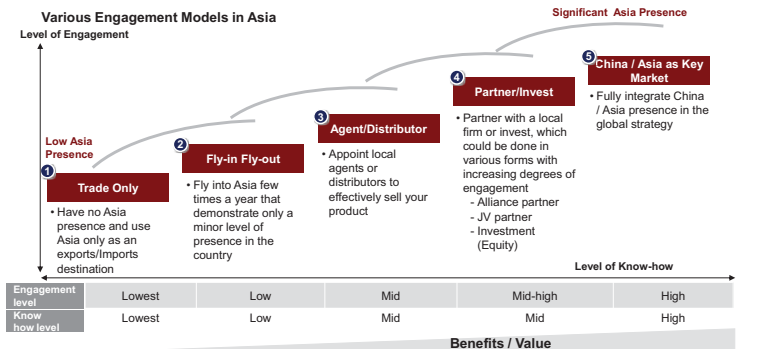 Various Engagement Models in Asia
Significant Asia Presence
Level of Engagement
Low Asia
Presence
1
Trade Only
• Have no Asia
presence and use
Asia only as an
exports/Imports
destination
2
Fly-in Fly-out
• Fly into Asia few
times a year that
demonstrate only a
minor level of
presence in the
country
3
Agent/Distributor
• Appoint local
agents or
distributors to
effectively sell your
product
4
Partner/Invest
• Partner with a local
firm or invest, which
could be done in
various forms with
increasing degrees of
engagement
- Alliance partner
- JV partner
- Investment
(Equity)
5
China / Asia as Key
Market
• Fully integrate China
/ Asia presence in the
global strategy
Level of Know-how
Engagement
level
Lowest
Low
Mid
Mid-high
High
Know
how level
Lowest
Low
Mid
Mid
High
Benefits / Value